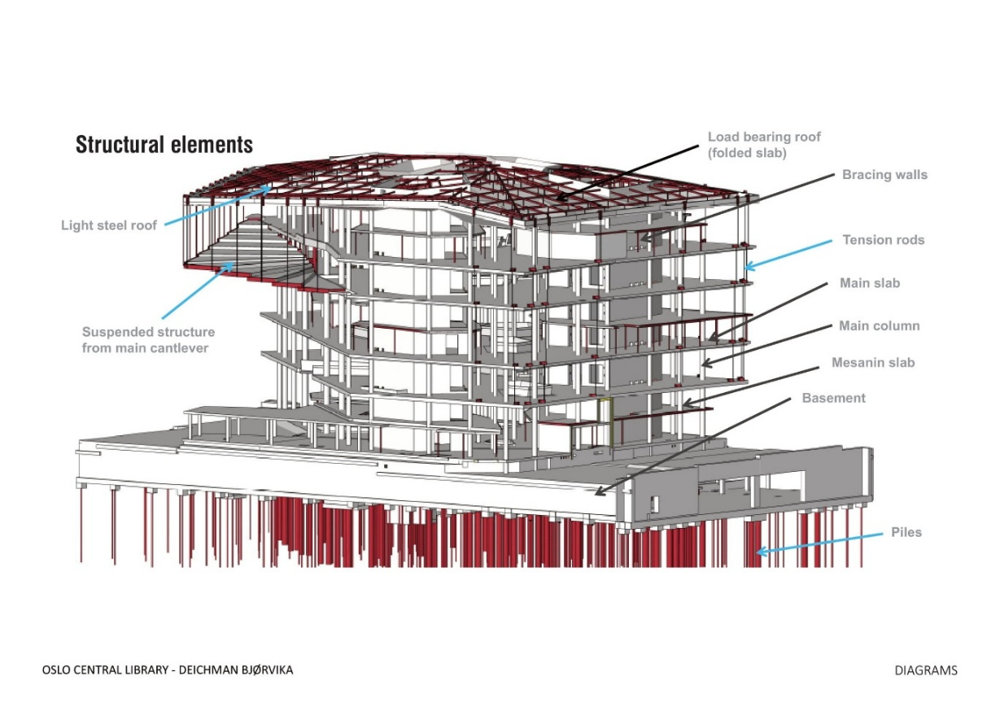 Structural elements
Load bearing roof
(folded slab)
Bracing walls
Light steel roof
Tension rods
Main slab
Main column
Suspended structure
from main cantlever
Mesanin slab
Basement
Piles
OSLO CENTRAL LIBRARY - DEICHMAN BJØRVIKA
DIAGRAMS